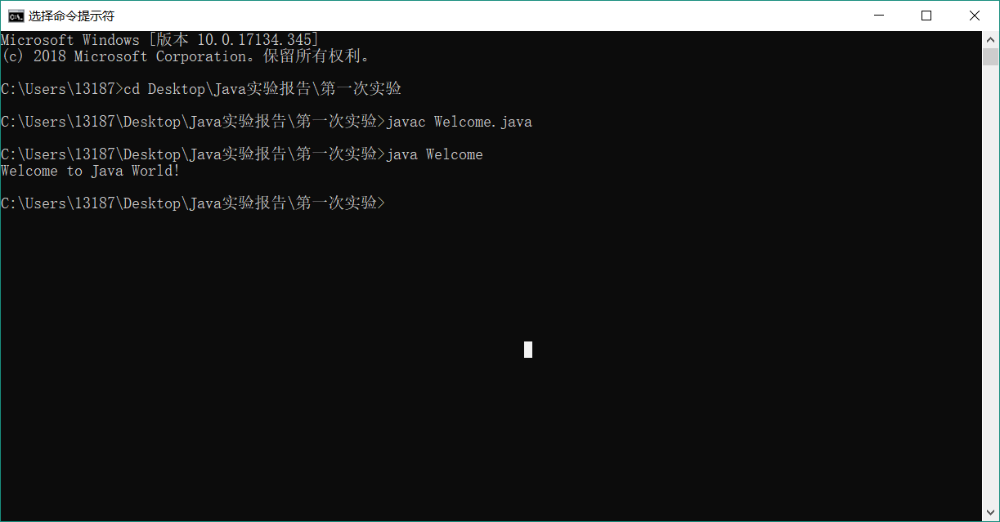 选择命令提示符
Microsoft Windows [版本 10.0.17134.345]
(c) 2018 Microsoft Corporation。保留所有权利。
C:\Users\13187>cd Desktop\Java实验报告\第一次实验
C:\Users\13187\Desktop\Java实验报告\第一次实验>javac Welcome.java
C:\Users\13187\Desktop\Java实验报告\第一次实验>java Welcome
Welcome to Java World!
C:\Users\13187\Desktop\Java实验报告\第一次实验>